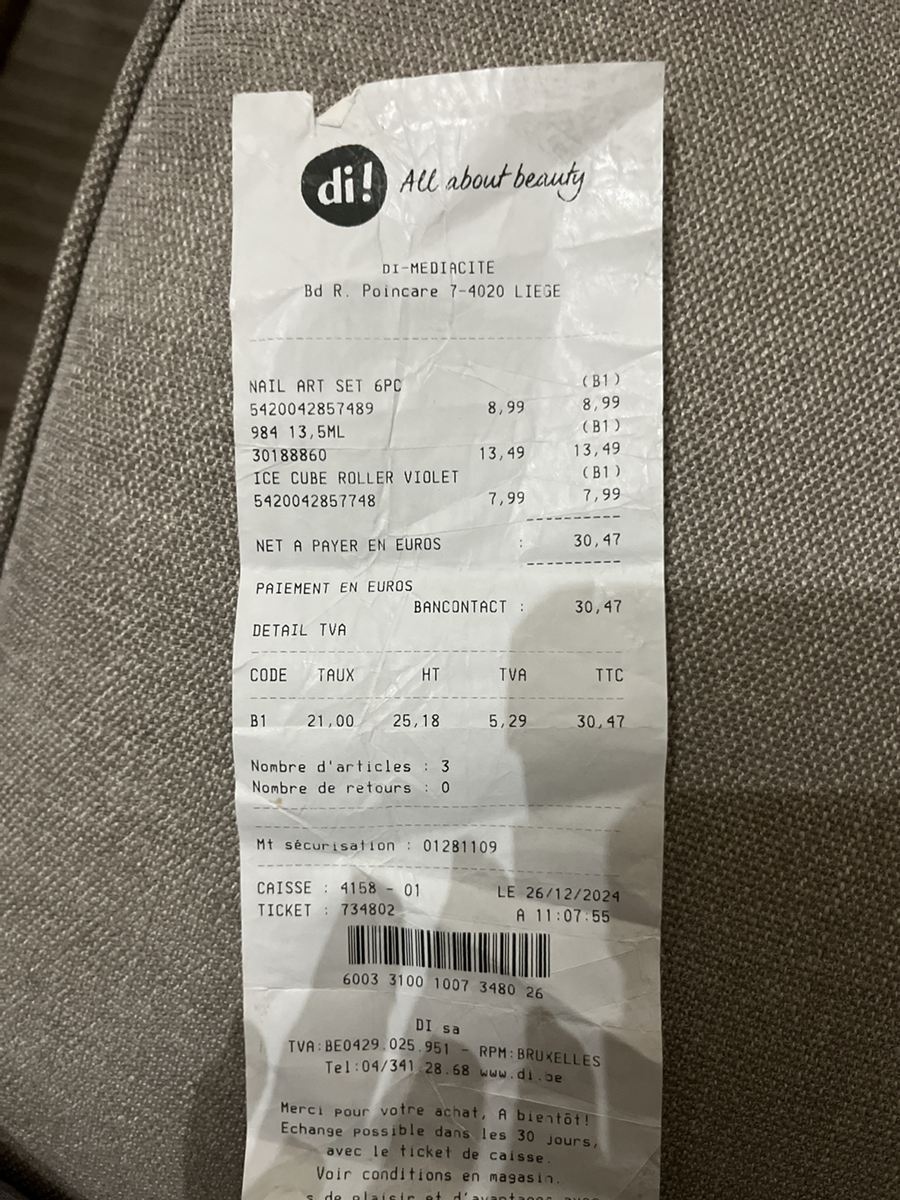 di! All about beauty
DI-MEDIACITE
Bd R. Poincare 7-4020 LIEGE
NAIL ART SET 6PC (B1)
5420042857489 8,99 8,99
984 13,5ML (B1)
30188860 13,49 13,49
ICE CUBE ROLLER VIOLET (B1)
5420042857748 7,99 7,99
NET A PAYER EN EUROS : 30,47
PAIEMENT EN EUROS
BANCONTACT : 30,47
DETAIL TVA
CODE TAUX HT TVA TTC
B1 21,00 25,18 5,29 30,47
Nombre d'articles : 3
Nombre de retours : 0
Mt sécurisation : 01281109
CAISSE : 4158 - 01 LE 26/12/2024
TICKET : 734802 A 11:07:55
6003 3100 1007 3480 26
DI sa
TVA:BE0429.025.951 - RPM:BRUXELLES
Tel:04/341.28.68 www.di.be
Merci pour votre achat, A bientôt!
Echange possible dans les 30 jours,
avec le ticket de caisse.
Voir conditions en magasin.
de plaisir et d'avantages avec